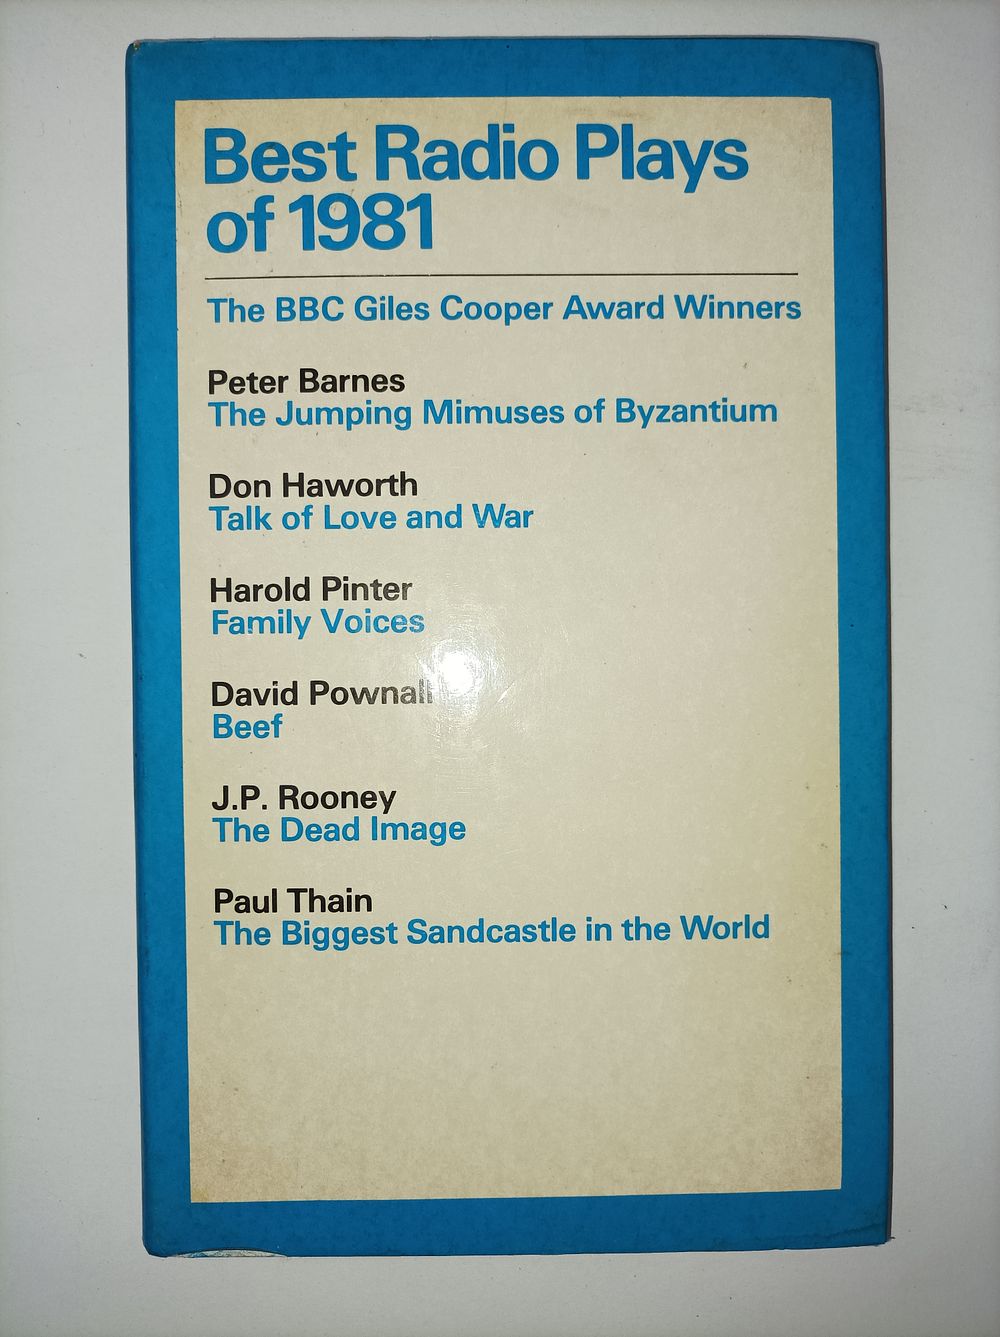 Best Radio Plays
of 1981
The BBC Giles Cooper Award Winners
Peter Barnes
The Jumping Mimuses of Byzantium
Don Haworth
Talk of Love and War
Harold Pinter
Family Voices
David Pownall
Beef
J.P. Rooney
The Dead Image
Paul Thain
The Biggest Sandcastle in the World